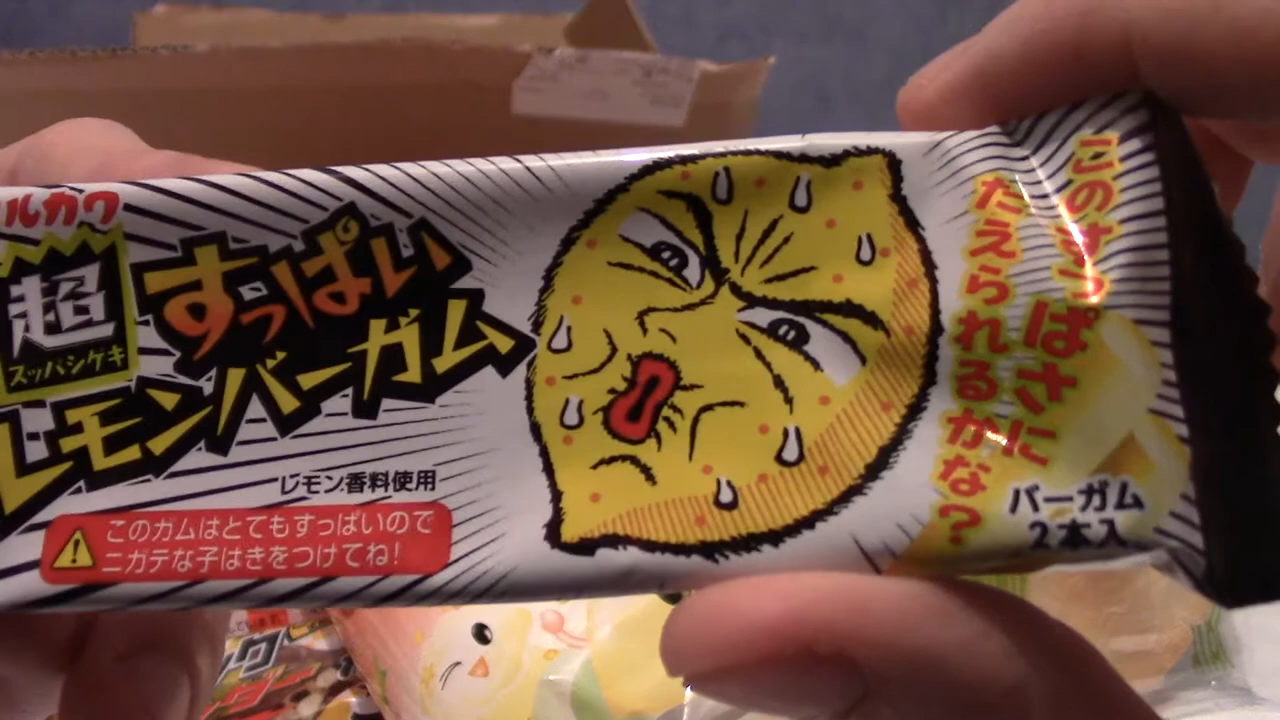 ルカワ
超
スッパシゲキ
すっぱい
レモンバーガム
レモン香料使用
このガムはとてもすっぱいので
ニガテな子はきをつけてね!
このすっぱさに
たえられるかな?
バーガム
2本入